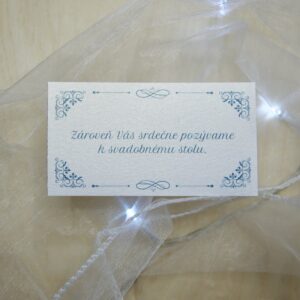 Zároveň Vás srdečne pozývame
k svadobnému stolu.